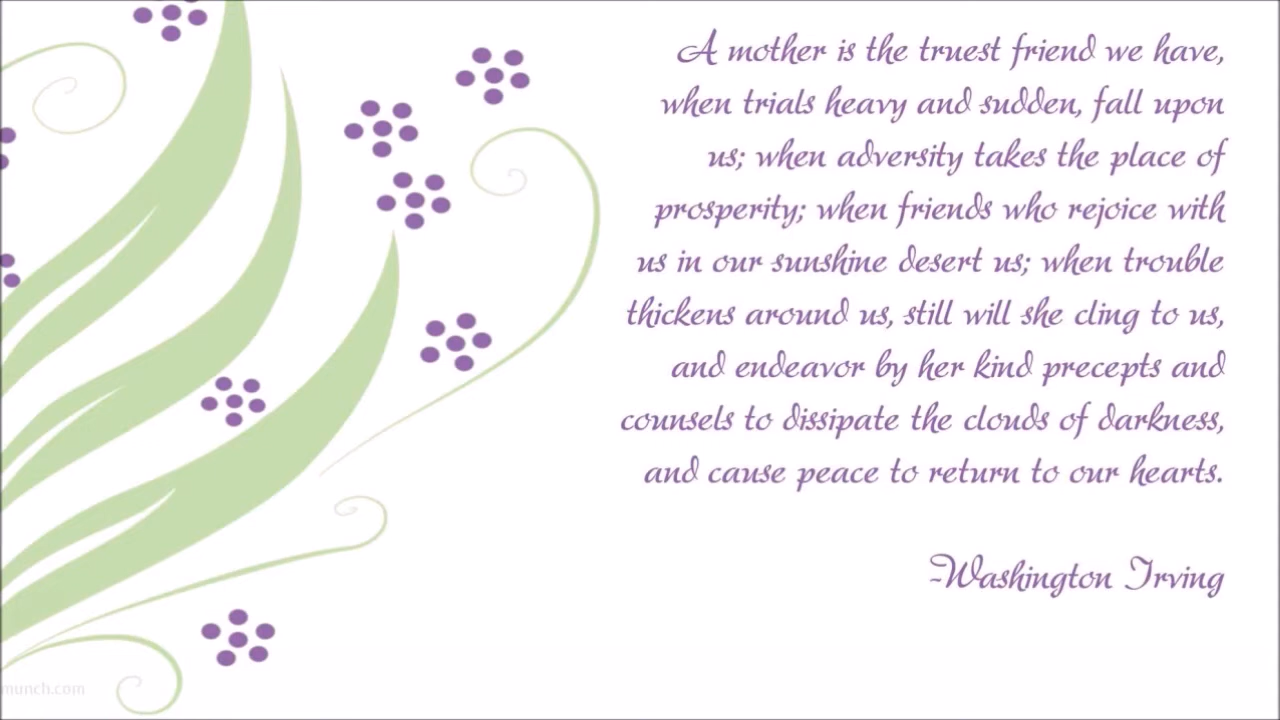 A mother is the truest friend we have,
when trials heavy and sudden, fall upon
us; when adversity takes the place of
prosperity; when friends who rejoice with
us in our sunshine desert us; when trouble
thickens around us, still will she cling to us,
and endeavor by her kind precepts and
counsels to dissipate the clouds of darkness,
and cause peace to return to our hearts.
~Washington Irving
munch.com